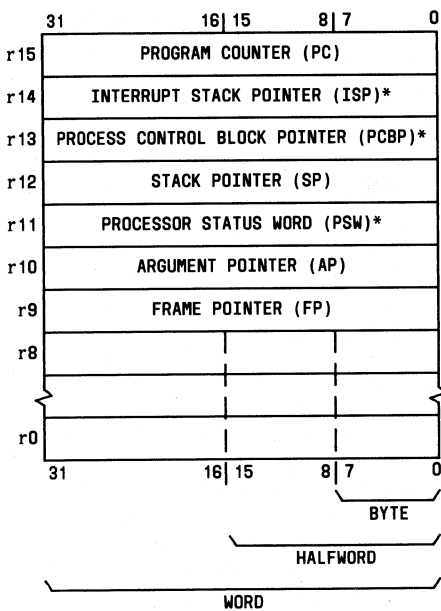 31 16 15 8 7 0
r15 PROGRAM COUNTER (PC)
r14 INTERRUPT STACK POINTER (ISP)*
r13 PROCESS CONTROL BLOCK POINTER (PCBP)*
r12 STACK POINTER (SP)
r11 PROCESSOR STATUS WORD (PSW)*
r10 ARGUMENT POINTER (AP)
r9 FRAME POINTER (FP)
r8
r0
31 16 15 8 7 0
BYTE
HALFWORD
WORD